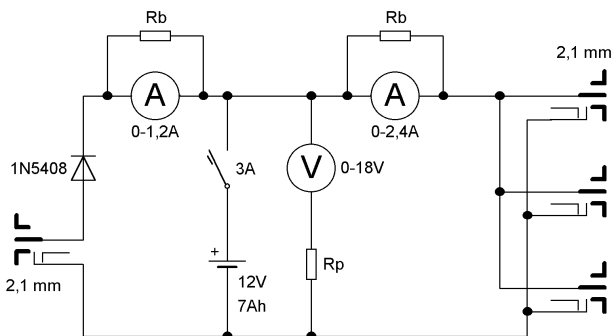 Rb
Rb
2,1 mm
A
A
0-1,2A
0-2,4A
1N5408
3A
V
0-18V
+
12V
Rp
2,1 mm
7Ah